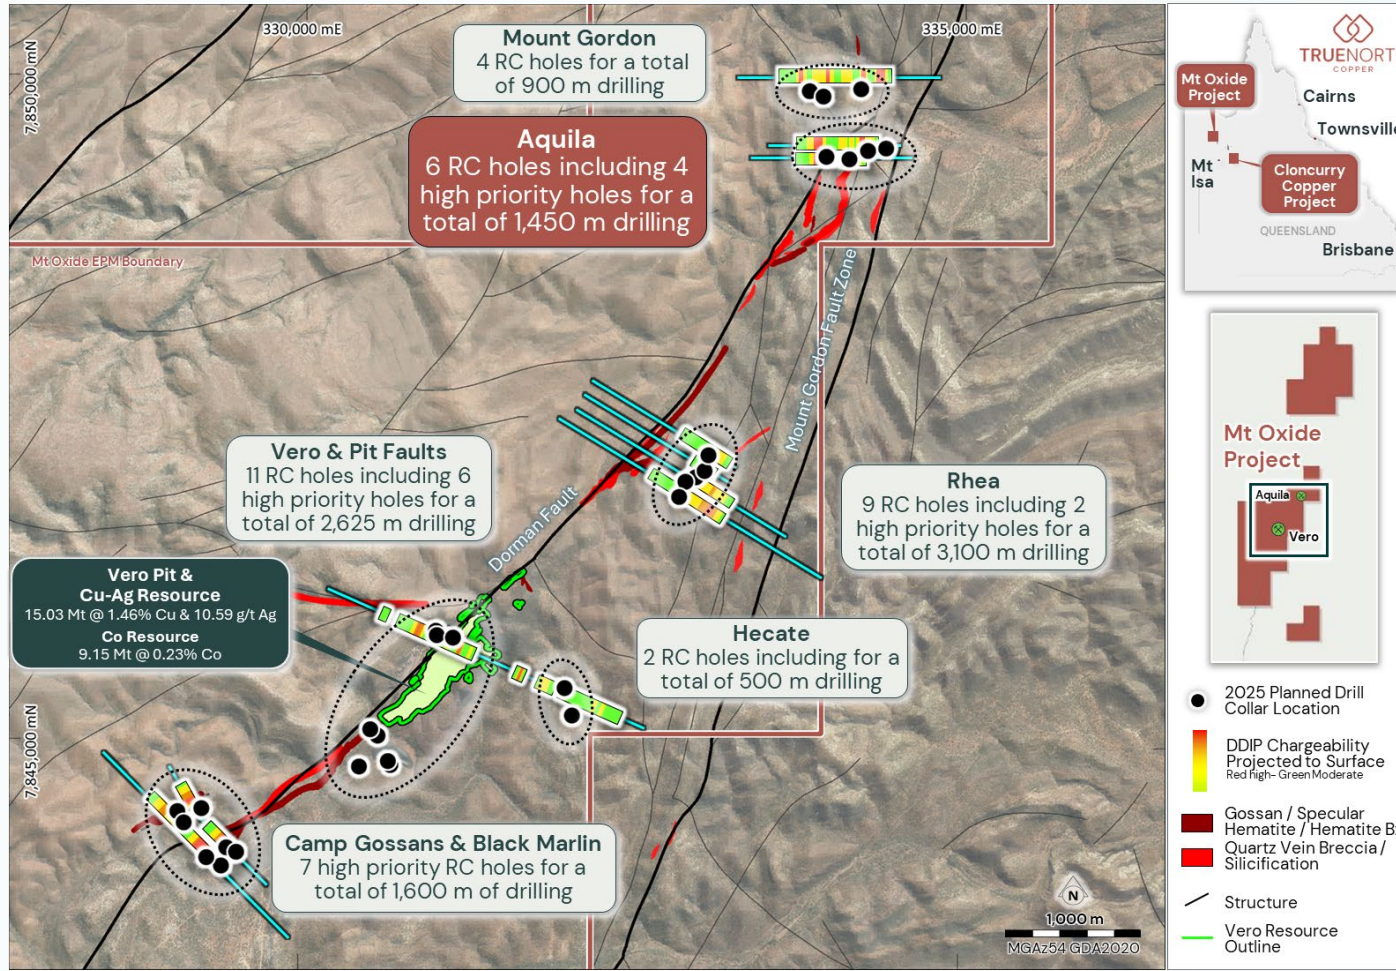 330,000 mE
335,000 mE
7,850,000 mN
7,845,000 mN
Mount Gordon
4 RC holes for a total
of 900 m drilling
Aquila
6 RC holes including 4
high priority holes for a
total of 1,450 m drilling
Mt Oxide EPM Boundary
Mount Gordon Fault Zone
Dorman Fault
Vero & Pit Faults
11 RC holes including 6
high priority holes for a
total of 2,625 m drilling
Rhea
9 RC holes including 2
high priority holes for a
total of 3,100 m drilling
Vero Pit &
Cu-Ag Resource
15.03 Mt @ 1.46% Cu & 10.59 g/t Ag
Co Resource
9.15 Mt @ 0.23% Co
Hecate
2 RC holes including for a
total of 500 m drilling
Camp Gossans & Black Marlin
7 high priority RC holes for a
total of 1,600 m of drilling
N
1,000 m
MGAz54 GDA2020
TRUENORT
COPPER
Mt Oxide
Project
Cairns
Townsville
Mt
Isa
Cloncurry
Copper
Project
QUEENSLAND
Brisbane
Mt Oxide
Project
Aquila
Vero
2025 Planned Drill
Collar Location
DDIP Chargeability
Projected to Surface
Red high- Green Moderate
Gossan / Specular
Hematite / Hematite B
Quartz Vein Breccia /
Silicification
Structure
Vero Resource
Outline